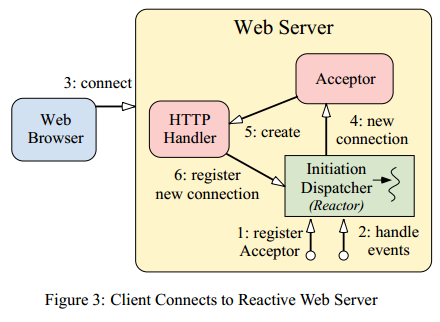 Web Server
3: connect
Acceptor
Web
Browser
HTTP
Handler
5: create
4: new
connection
6: register
new connection
Initiation
Dispatcher
(Reactor)
1: register
Acceptor
2: handle
events
Figure 3: Client Connects to Reactive Web Server